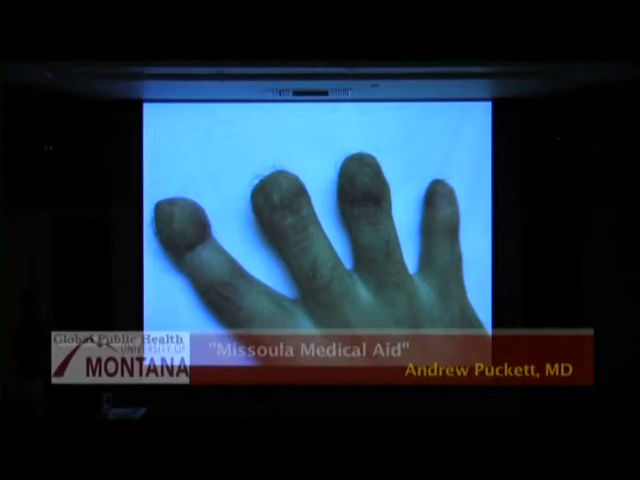 Global Public Health
UNIVERSITY OF
MONTANA
"Missoula Medical Aid"
Andrew Puckett, MD